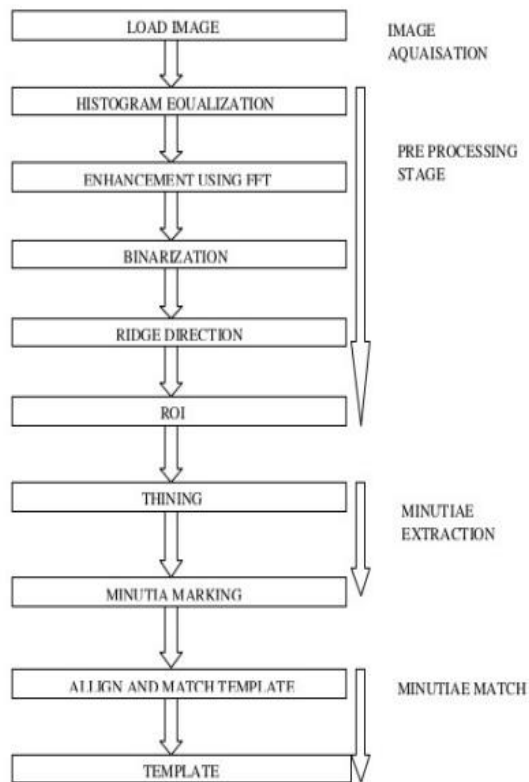 LOAD IMAGE
IMAGE
AQUAISATION
HISTOGRAM EQUALIZATION
PRE PROCESSING
STAGE
ENHANCEMENT USING FFT
BINARIZATION
RIDGE DIRECTION
ROI
THINING
MINUTIAE
EXTRACTION
MINUTIA MARKING
ALLIGN AND MATCH TEMPLATE
MINUTIAE MATCH
TEMPLATE